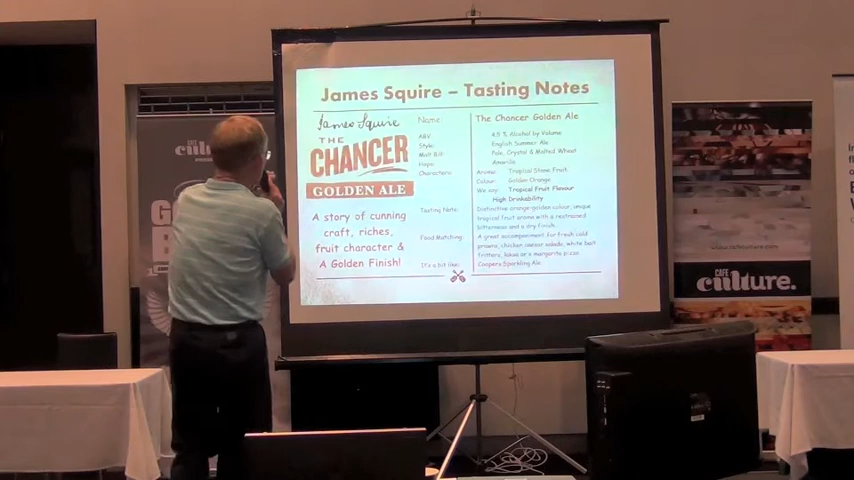 James Squire – Tasting Notes
James Squire
THE
CHANCER
GOLDEN ALE
A story of cunning
craft, riches,
fruit character &
A Golden Finish!
Name:
ABV:
Style:
Malt Bill:
Hops:
Characters:
Tasting Note:
Food Matching:
It's a bit like:
The Chancer Golden Ale
4.5 % Alcohol by Volume
English Summer Ale
Pale, Crystal & Malted Wheat
Amarillo
Aroma: Tropical Stone Fruit
Colour: Golden Orange
We say: Tropical Fruit Flavour
High Drinkability
Distinctive orange-golden colour, unique
tropical fruit aroma with a restrained
bitterness and a dry finish
A great accompaniment for fresh cold
prawns, chicken caesar salads, white bait
fritters, bikes or a margarita pizza
Coopers Sparkling Ale
CAFE
CULTURE
CAFE
CULTURE